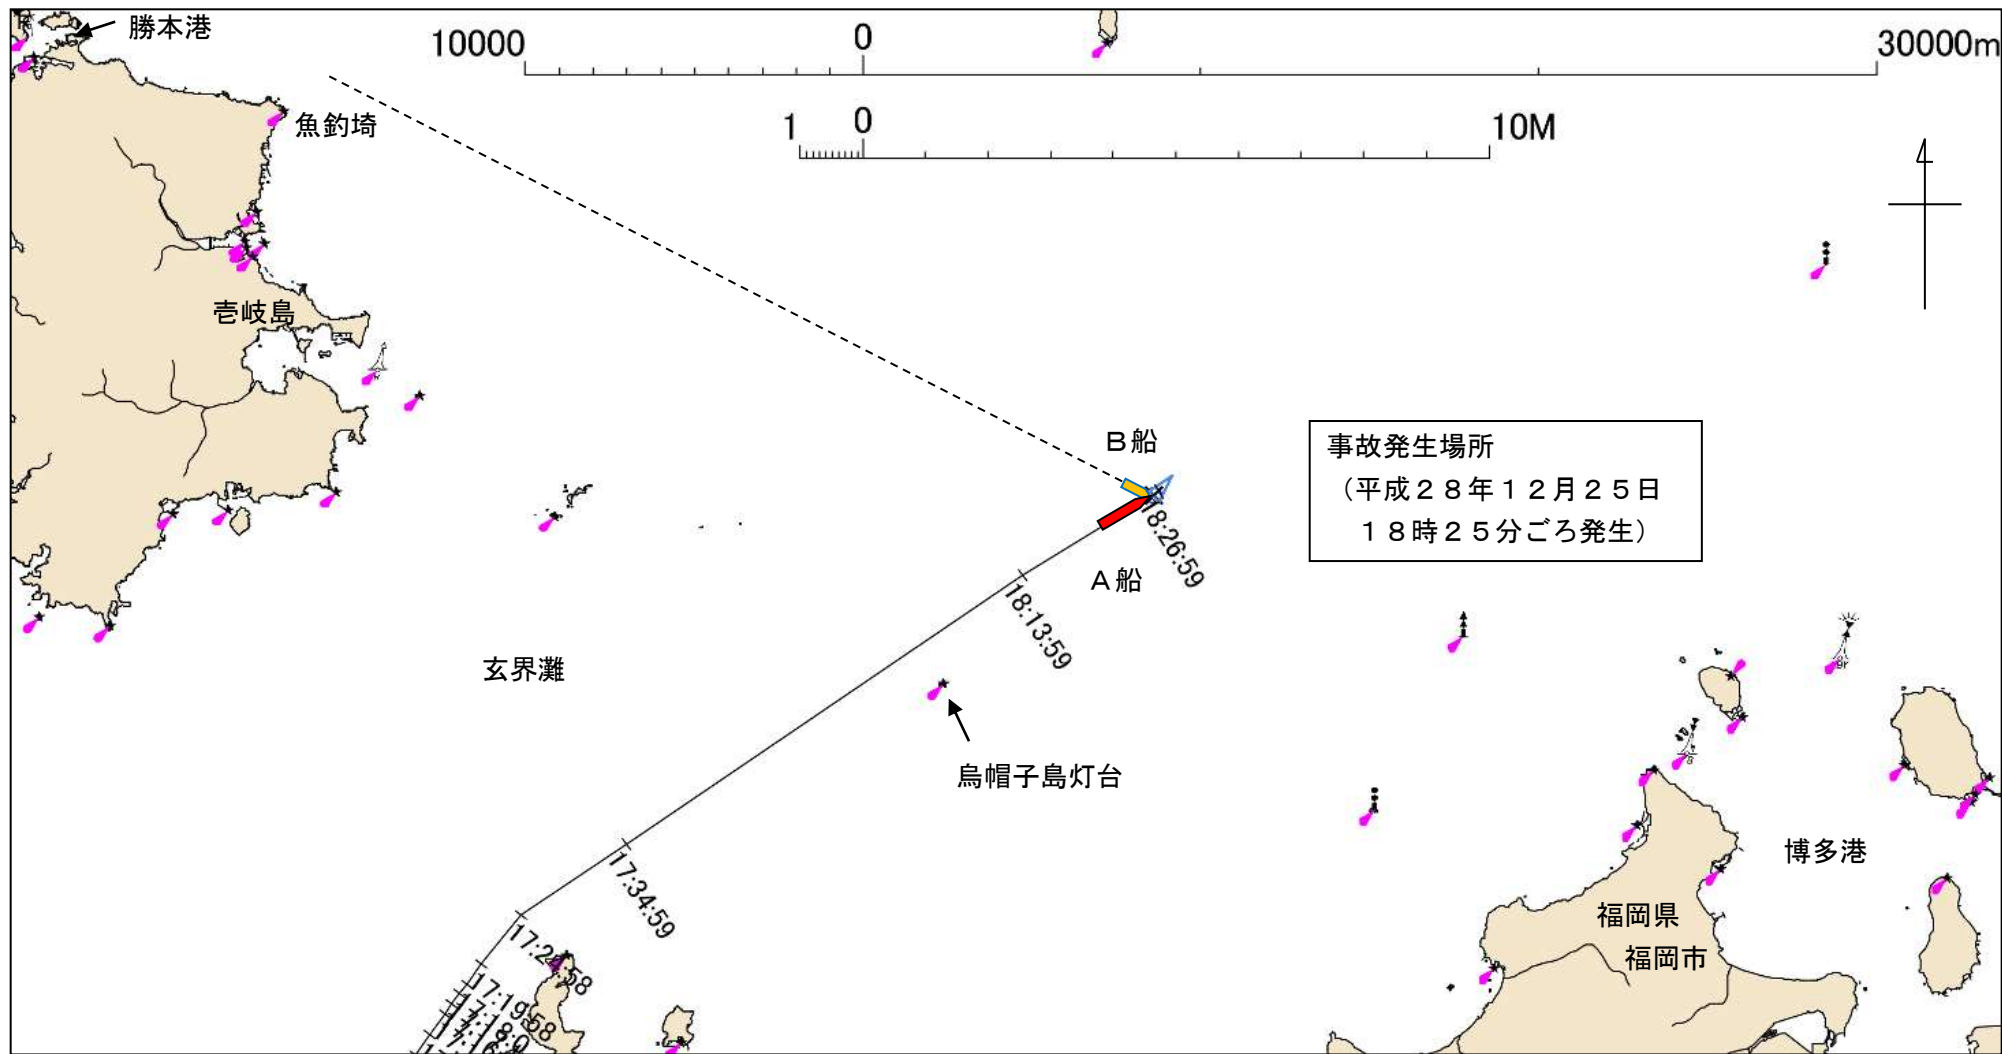 勝本港
10000
0
30000m
魚釣埼
1
0
10M
壱岐島
B船
事故発生場所
（平成２８年１２月２５日
１８時２５分ごろ発生）
18:26:59
A船
18:13:59
玄界灘
烏帽子島灯台
17:34:59
博多港
福岡県
福岡市
17:19:58